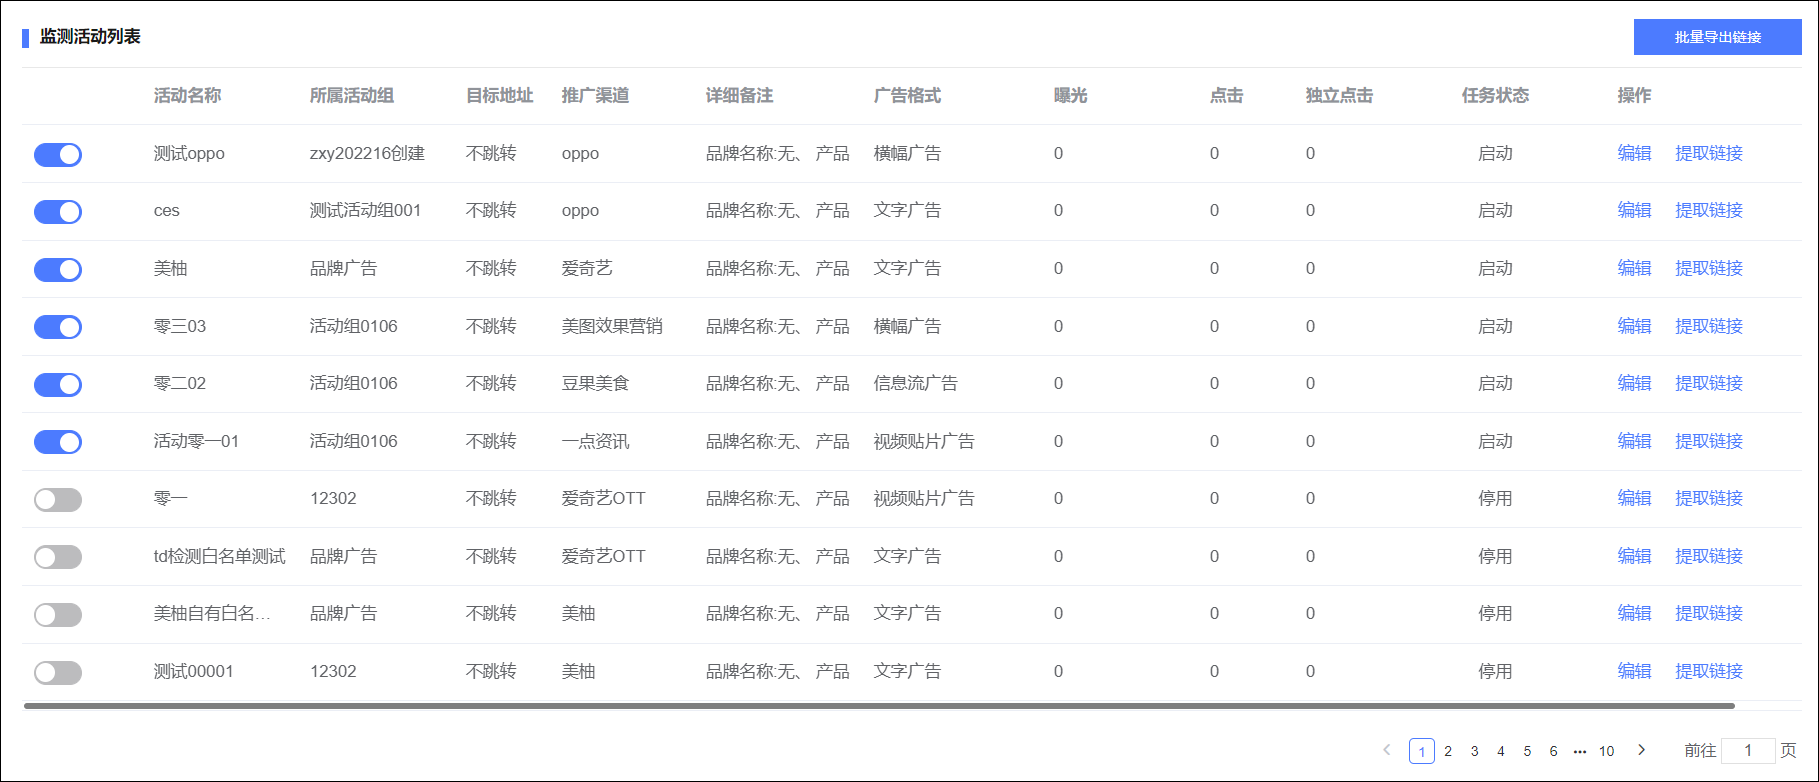 监测活动列表
批量导出链接
活动名称 所属活动组 目标地址 推广渠道 详细备注 广告格式 曝光 点击 独立点击 任务状态 操作
测试oppo zxy202216创建 不跳转 oppo 品牌名称:无、 产品 横幅广告 0 0 0 启动 编辑 提取链接
ces 测试活动组001 不跳转 oppo 品牌名称:无、 产品 文字广告 0 0 0 启动 编辑 提取链接
美柚 品牌广告 不跳转 爱奇艺 品牌名称:无、 产品 文字广告 0 0 0 启动 编辑 提取链接
零三03 活动组0106 不跳转 美图效果营销 品牌名称:无、 产品 横幅广告 0 0 0 启动 编辑 提取链接
零二02 活动组0106 不跳转 豆果美食 品牌名称:无、 产品 信息流广告 0 0 0 启动 编辑 提取链接
活动零一01 活动组0106 不跳转 一点资讯 品牌名称:无、 产品 视频贴片广告 0 0 0 启动 编辑 提取链接
零一 12302 不跳转 爱奇艺OTT 品牌名称:无、 产品 视频贴片广告 0 0 0 停用 编辑 提取链接
td检测白名单测试 品牌广告 不跳转 爱奇艺OTT 品牌名称:无、 产品 文字广告 0 0 0 停用 编辑 提取链接
美柚自有白名... 品牌广告 不跳转 美柚 品牌名称:无、 产品 文字广告 0 0 0 停用 编辑 提取链接
测试00001 12302 不跳转 美柚 品牌名称:无、 产品 文字广告 0 0 0 停用 编辑 提取链接
1 2 3 4 5 6 ... 10 前往 1 页